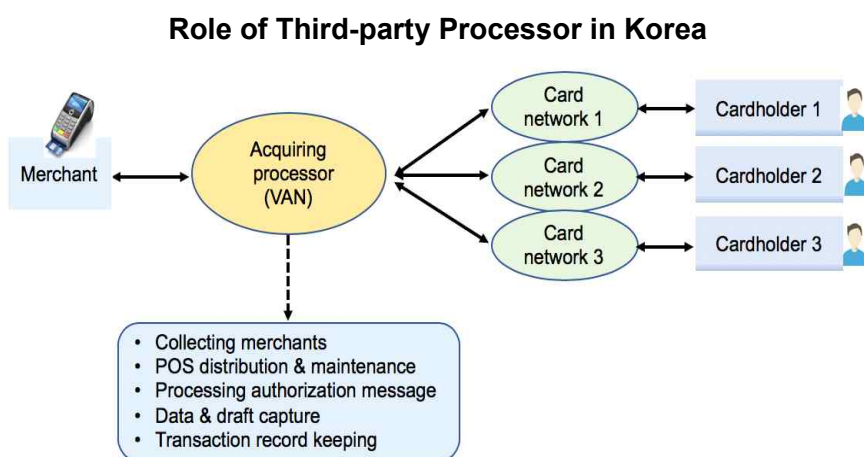 Role of Third-party Processor in Korea
Merchant
Acquiring
processor
(VAN)
Card
network 1
Cardholder 1
Card
network 2
Cardholder 2
Card
network 3
Cardholder 3
• Collecting merchants
• POS distribution & maintenance
• Processing authorization message
• Data & draft capture
• Transaction record keeping